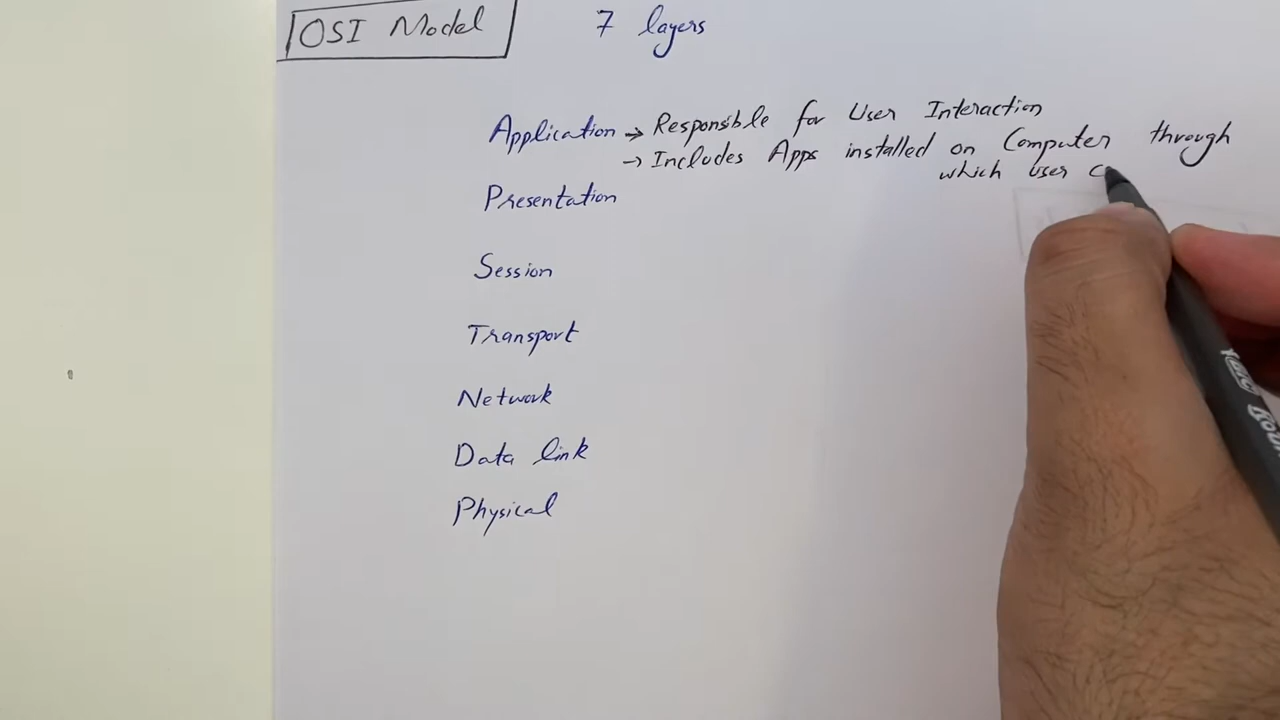 OSI Model 7 layers
Application → Responsible for User Interaction
→ Includes Apps installed on Computer through
which user c
Presentation
Session
Transport
Network
Data link
Physical